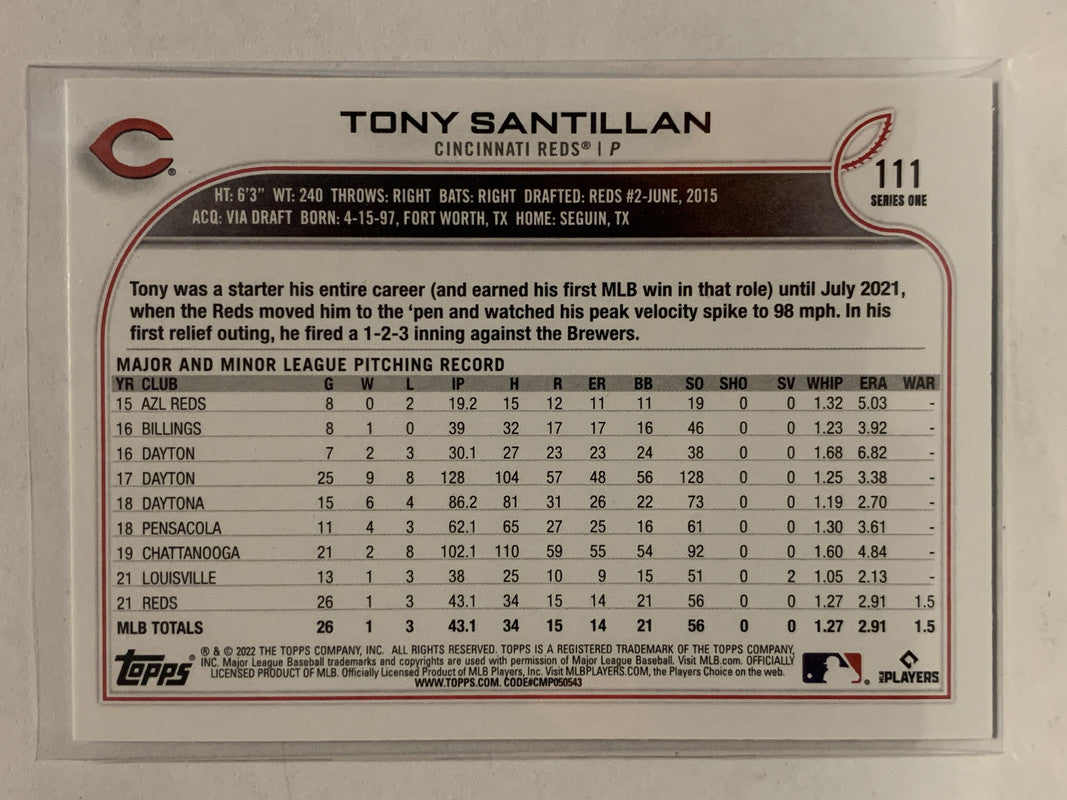 TONY SANTILLAN
CINCINNATI REDS® | P
111
SERIES ONE
HT: 6'3" WT: 240 THROWS: RIGHT BATS: RIGHT DRAFTED: REDS #2-JUNE, 2015
ACQ: VIA DRAFT BORN: 4-15-97, FORT WORTH, TX HOME: SEGUIN, TX
Tony was a starter his entire career (and earned his first MLB win in that role) until July 2021,
when the Reds moved him to the 'pen and watched his peak velocity spike to 98 mph. In his
first relief outing, he fired a 1-2-3 inning against the Brewers.
MAJOR AND MINOR LEAGUE PITCHING RECORD
YR CLUB G W L IP H R ER BB SO SHO SV WHIP ERA WAR
15 AZL REDS 8 0 2 19.2 15 12 11 11 19 0 0 1.32 5.03 -
16 BILLINGS 8 1 0 39 32 17 17 16 46 0 0 1.23 3.92 -
16 DAYTON 7 2 3 30.1 27 23 23 24 38 0 0 1.68 6.82 -
17 DAYTON 25 9 8 128 104 57 48 56 128 0 0 1.25 3.38 -
18 DAYTONA 15 6 4 86.2 81 31 26 22 73 0 0 1.19 2.70 -
18 PENSACOLA 11 4 3 62.1 65 27 25 16 61 0 0 1.30 3.61 -
19 CHATTANOOGA 21 2 8 102.1 110 59 55 54 92 0 0 1.60 4.84 -
21 LOUISVILLE 13 1 3 38 25 10 9 15 51 0 2 1.05 2.13 -
21 REDS 26 1 3 43.1 34 15 14 21 56 0 0 1.27 2.91 1.5
MLB TOTALS 26 1 3 43.1 34 15 14 21 56 0 0 1.27 2.91 1.5
topps®
® & © 2022 THE TOPPS COMPANY, INC. ALL RIGHTS RESERVED. TOPPS IS A REGISTERED TRADEMARK OF THE TOPPS COMPANY,
INC. Major League Baseball trademarks and copyrights are used with permission of Major League Baseball. Visit MLB.com. OFFICIALLY
LICENSED PRODUCT OF MLB. Officially Licensed Product of MLB Players, Inc. Visit MLBPLAYERS.COM, the Players Choice on the web.
WWW.TOPPS.COM. CODE#CMP050543
MLB PLAYERS